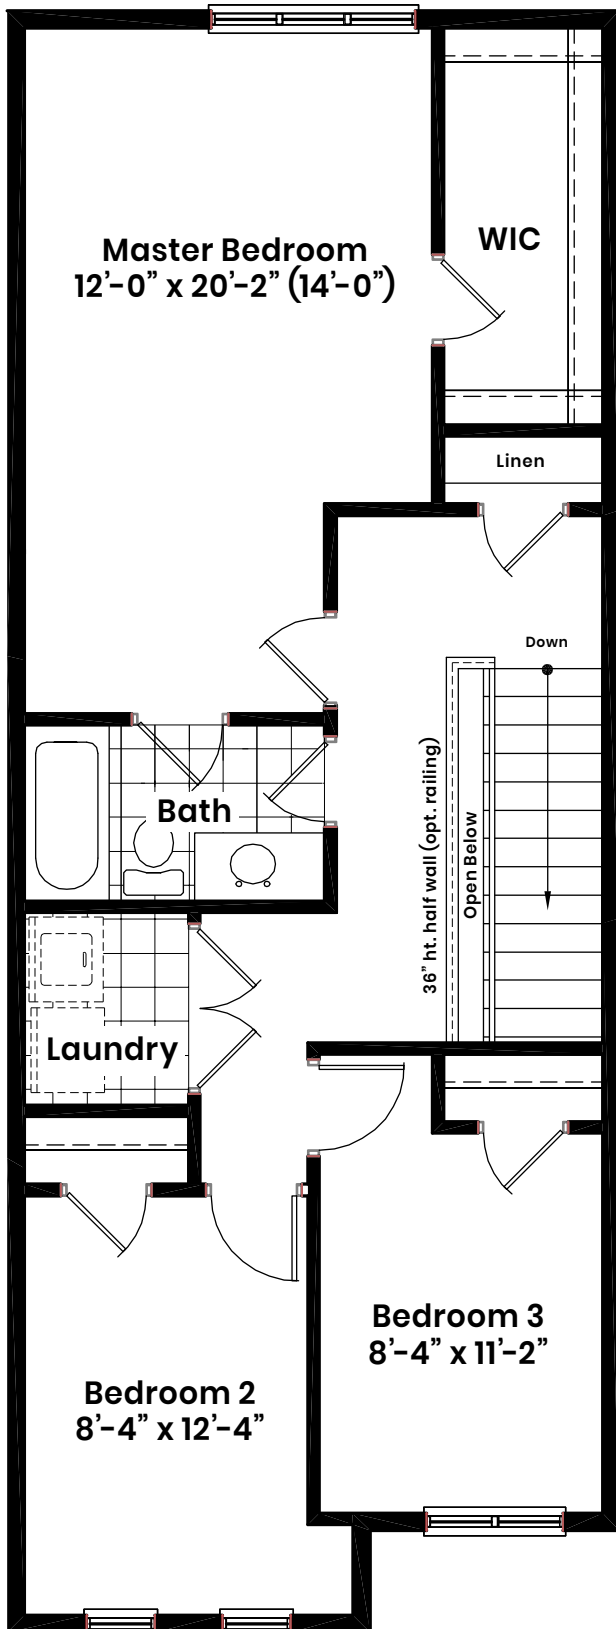 Master Bedroom
12’-0” x 20’-2” (14’-0”)
WIC
Linen
Down
36” ht. half wall (opt. railing)
Open Below
Bath
Laundry
Bedroom 3
8’-4” x 11’-2”
Bedroom 2
8’-4” x 12’-4”